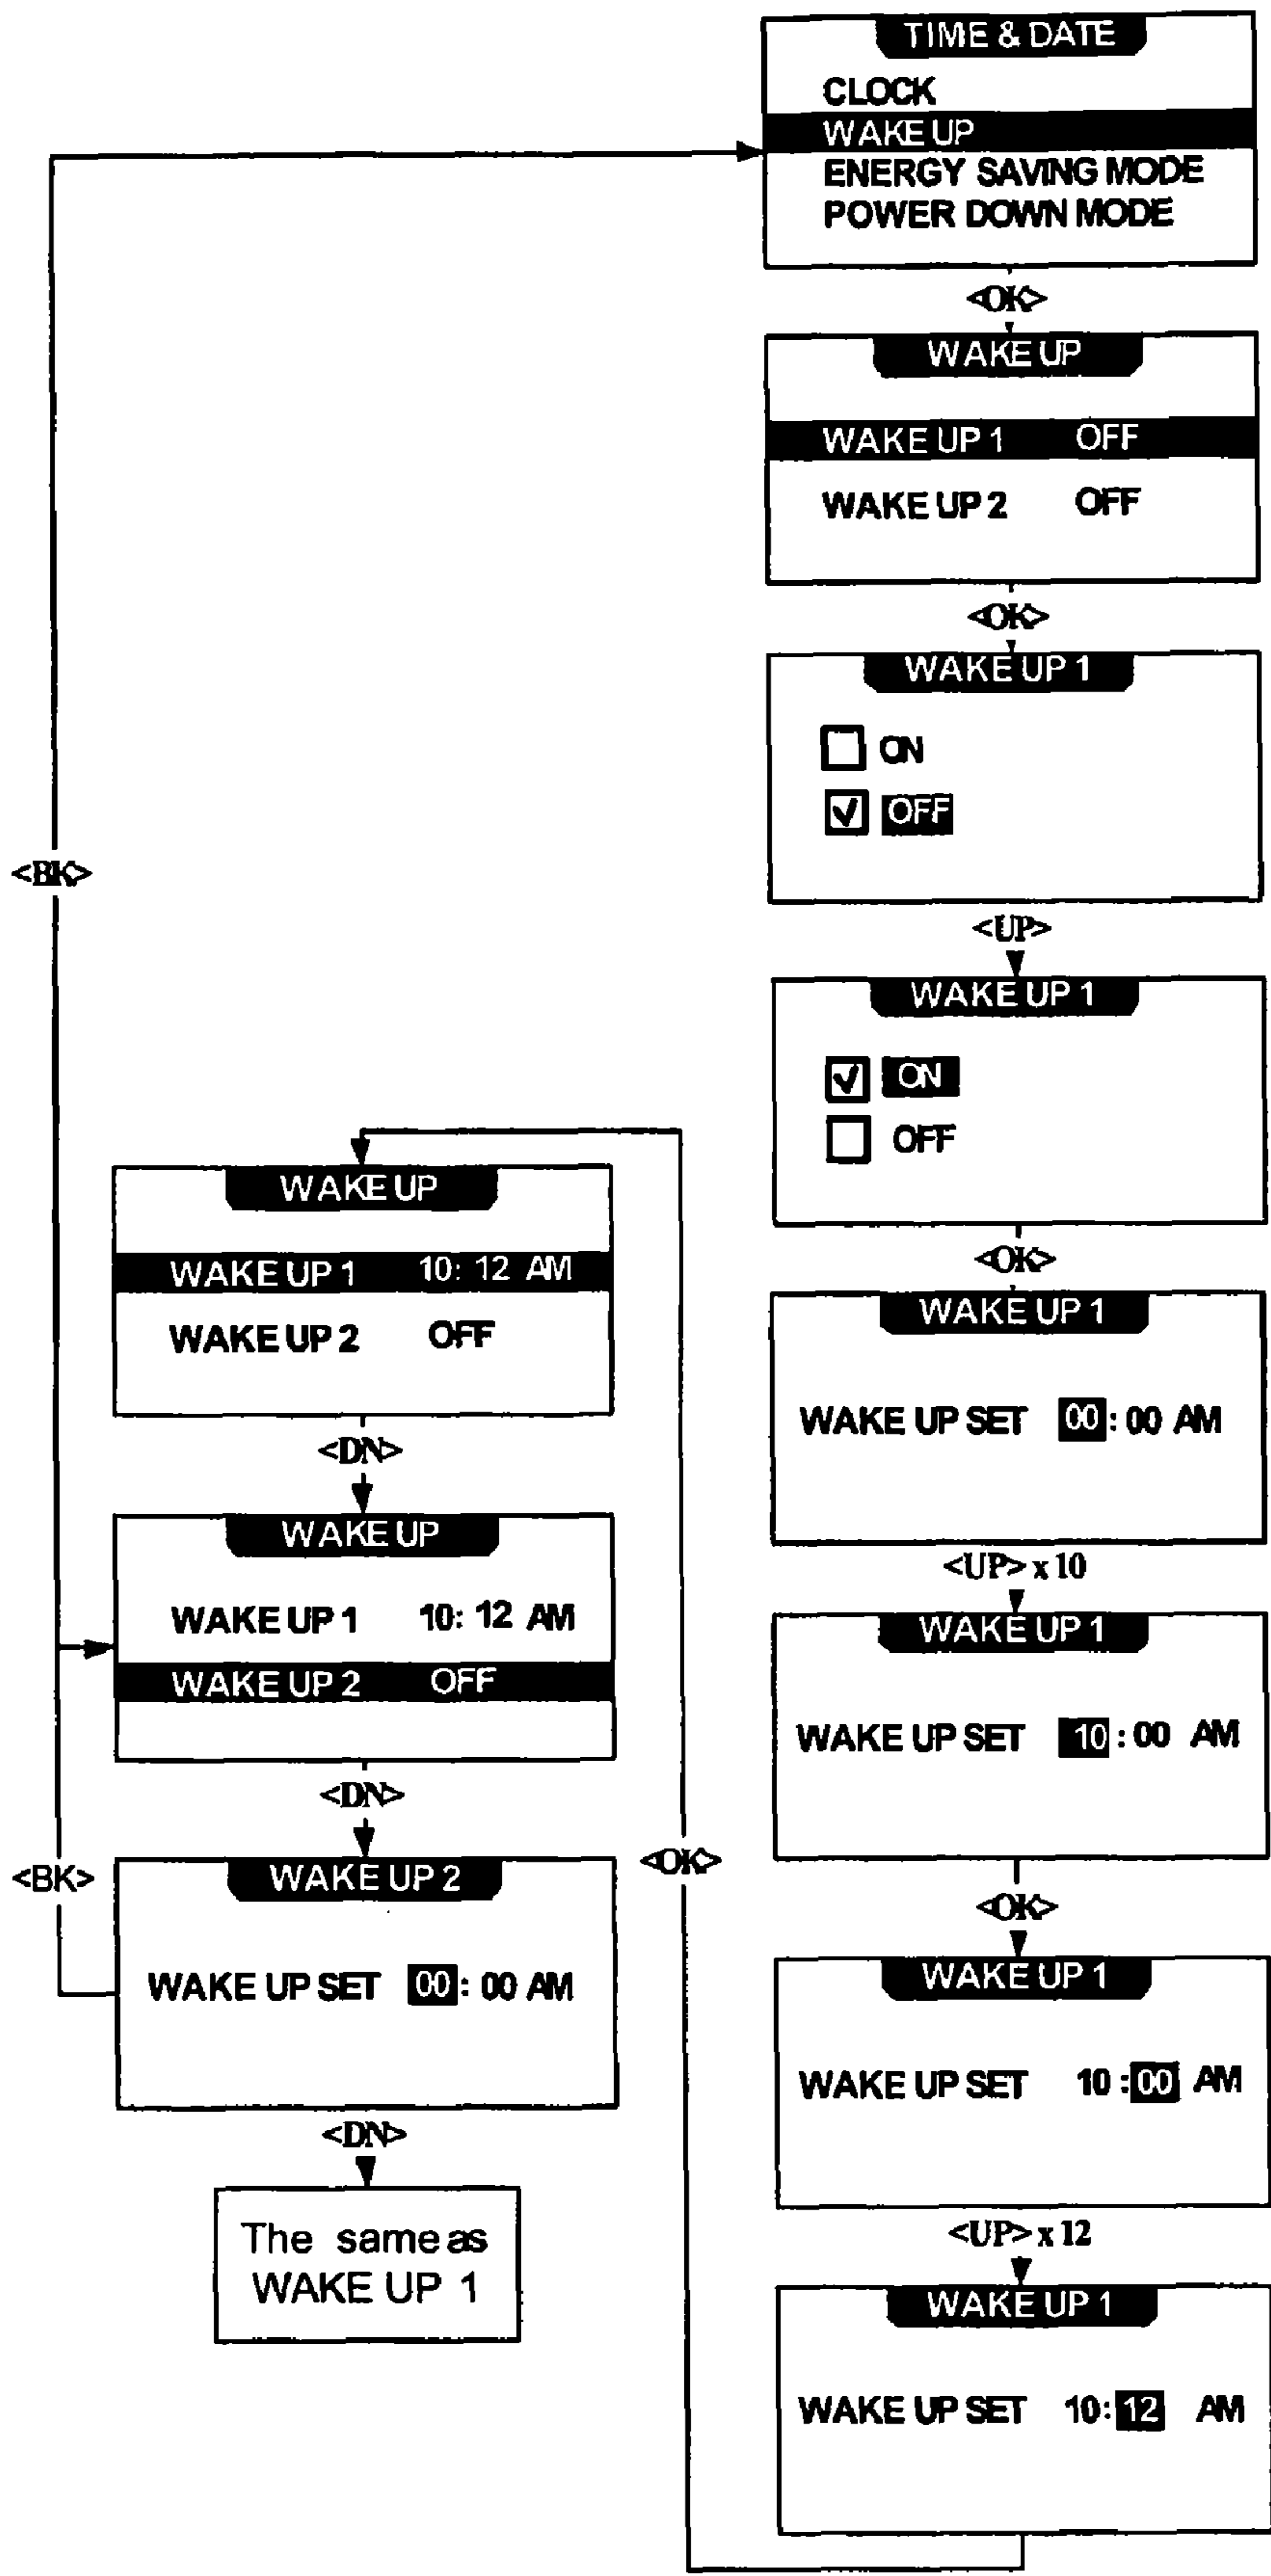 TIME & DATE
CLOCK
WAKE UP
ENERGY SAVING MODE
POWER DOWN MODE
<OK>
WAKE UP
WAKE UP 1 OFF
WAKE UP 2 OFF
<OK>
WAKE UP 1
ON
OFF
<UP>
WAKE UP 1
ON
OFF
<OK>
WAKE UP 1
WAKE UP SET 00 : 00 AM
<UP> x 10
WAKE UP 1
WAKE UP SET 10 : 00 AM
<OK>
WAKE UP 1
WAKE UP SET 10 : 00 AM
<UP> x 12
WAKE UP 1
WAKE UP SET 10: 12 AM
<OK>
WAKE UP
WAKE UP 1 10: 12 AM
WAKE UP 2 OFF
<DN>
WAKE UP
WAKE UP 1 10: 12 AM
WAKE UP 2 OFF
<DN>
WAKE UP 2
WAKE UP SET 00 : 00 AM
<DN>
The same as
WAKE UP 1
<BK>
<BK>